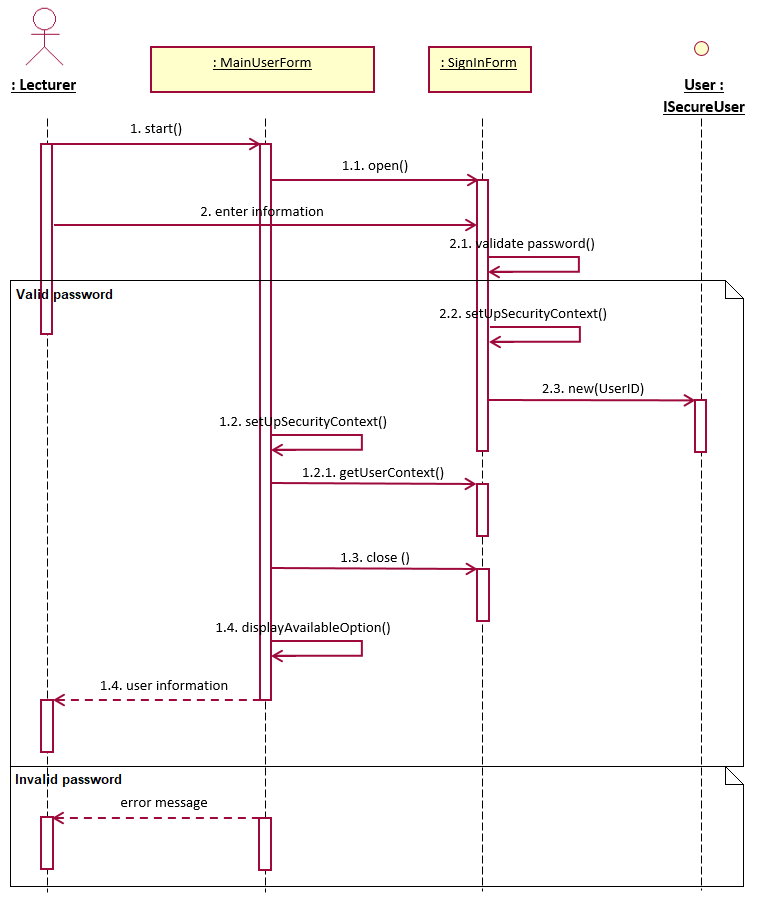 : Lecturer
: MainUserForm
: SignInForm
User :
ISecureUser
1. start()
1.1. open()
2. enter information
2.1. validate password()
Valid password
2.2. setUpSecurityContext()
2.3. new(UserID)
1.2. setUpSecurityContext()
1.2.1. getUserContext()
1.3. close ()
1.4. displayAvailableOption()
1.4. user information
Invalid password
error message